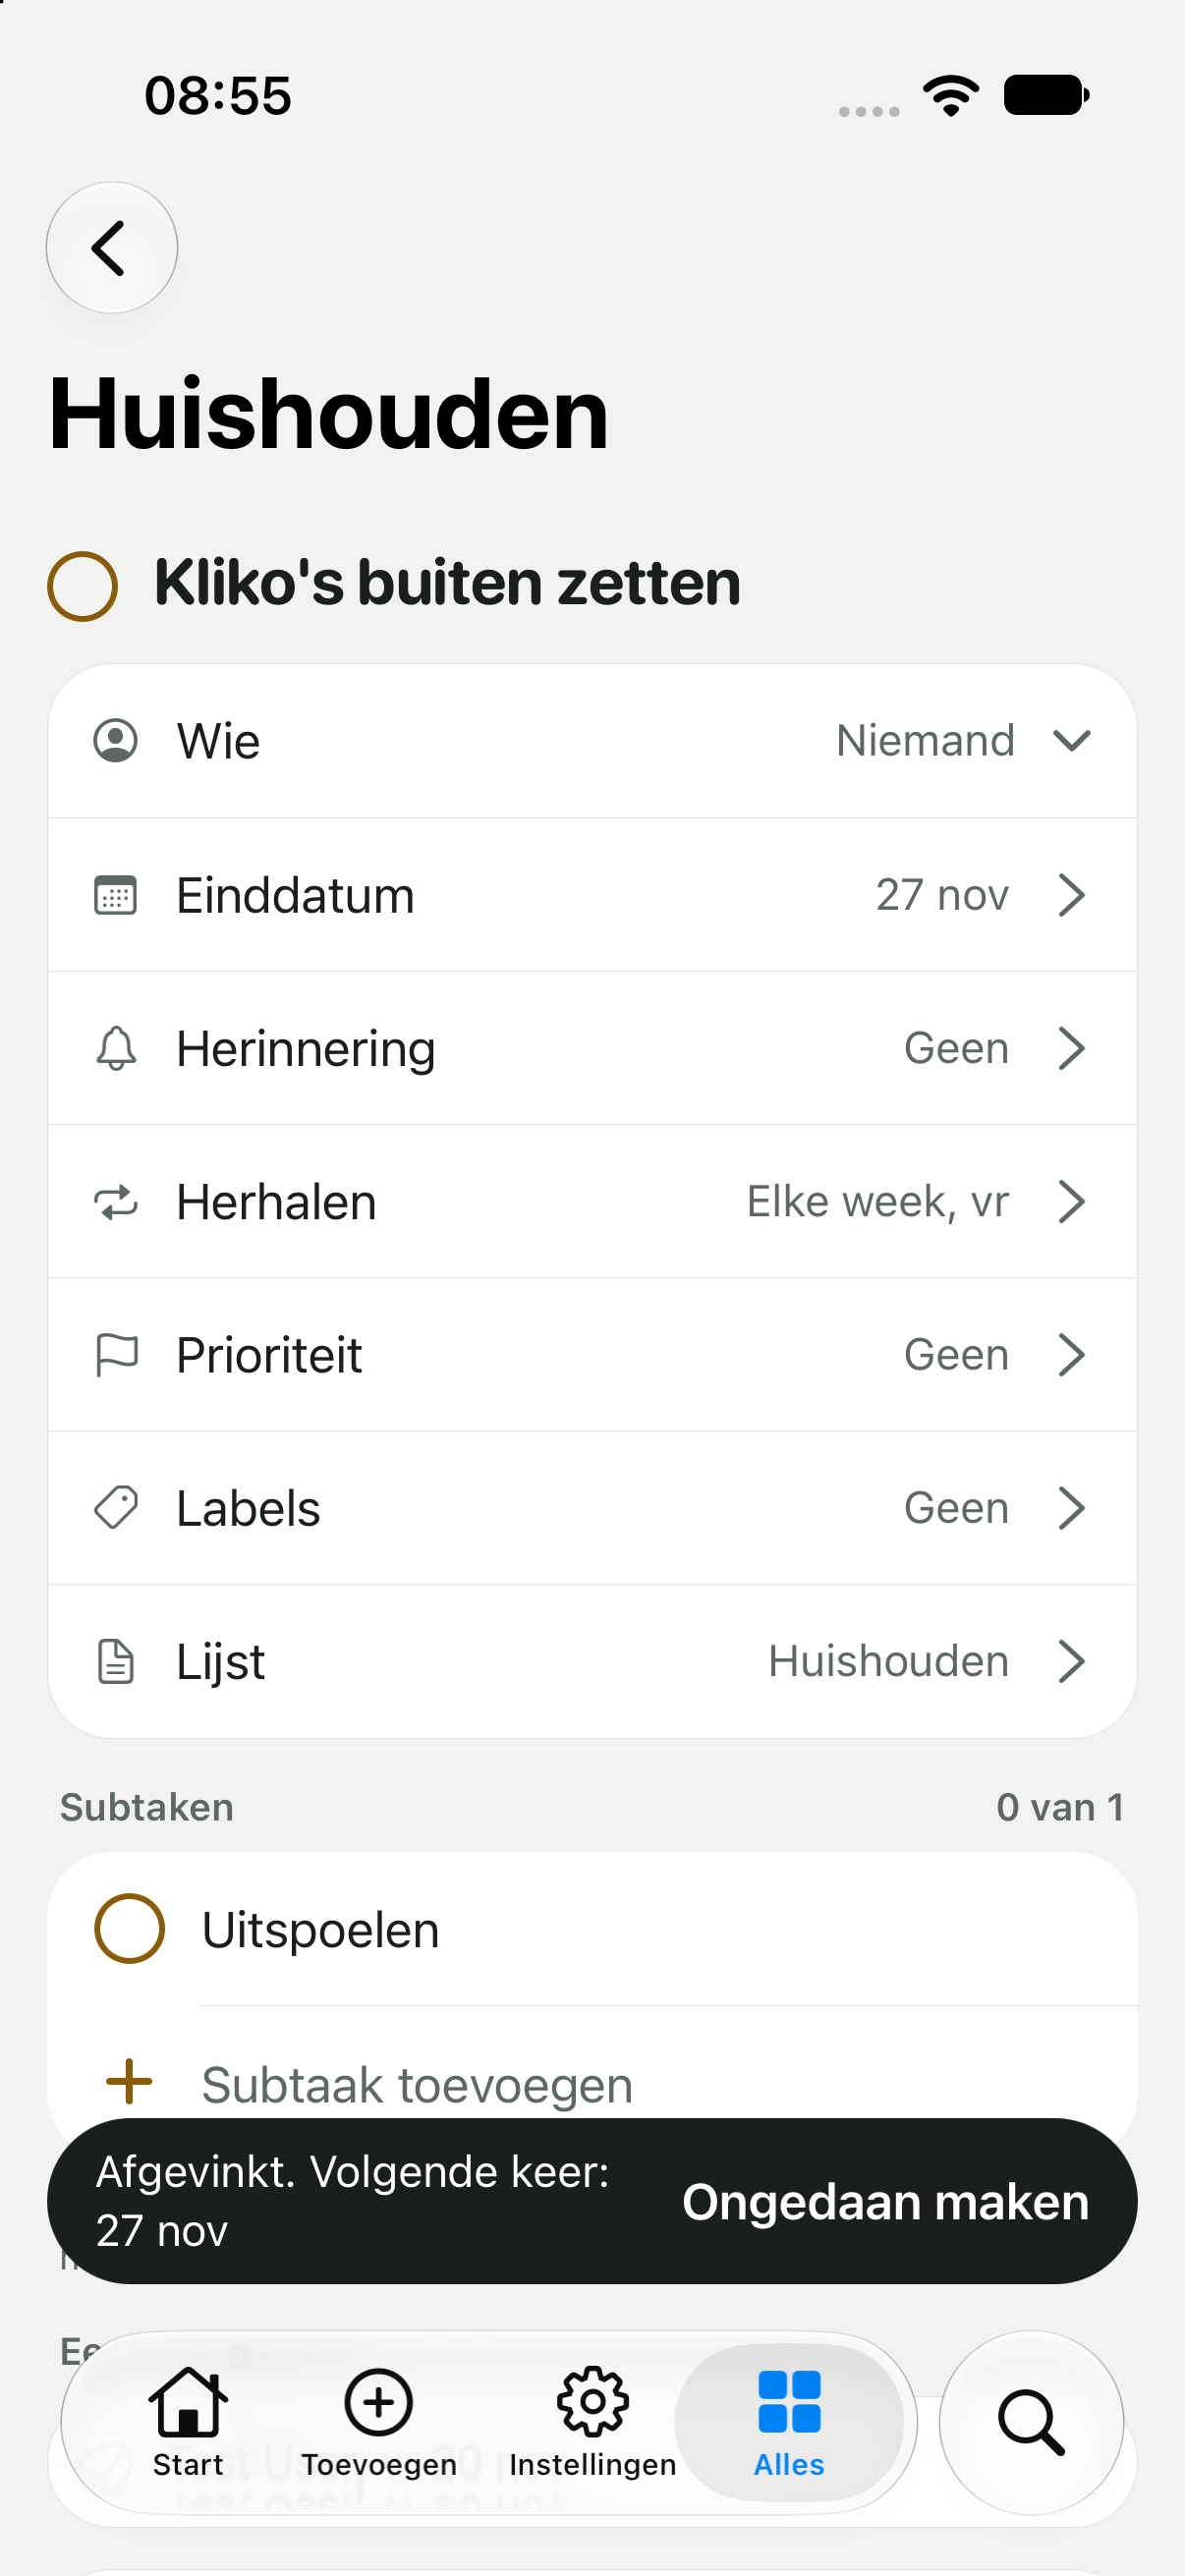 08:55
Huishouden
Kliko's buiten zetten
Wie Niemand
Einddatum 27 nov
Herinnering Geen
Herhalen Elke week, vr
Prioriteit Geen
Labels Geen
Lijst Huishouden
Subtaken 0 van 1
Uitspoelen
Subtaak toevoegen
Afgevinkt. Volgende keer:
27 nov
Ongedaan maken
Start Toevoegen Instellingen Alles